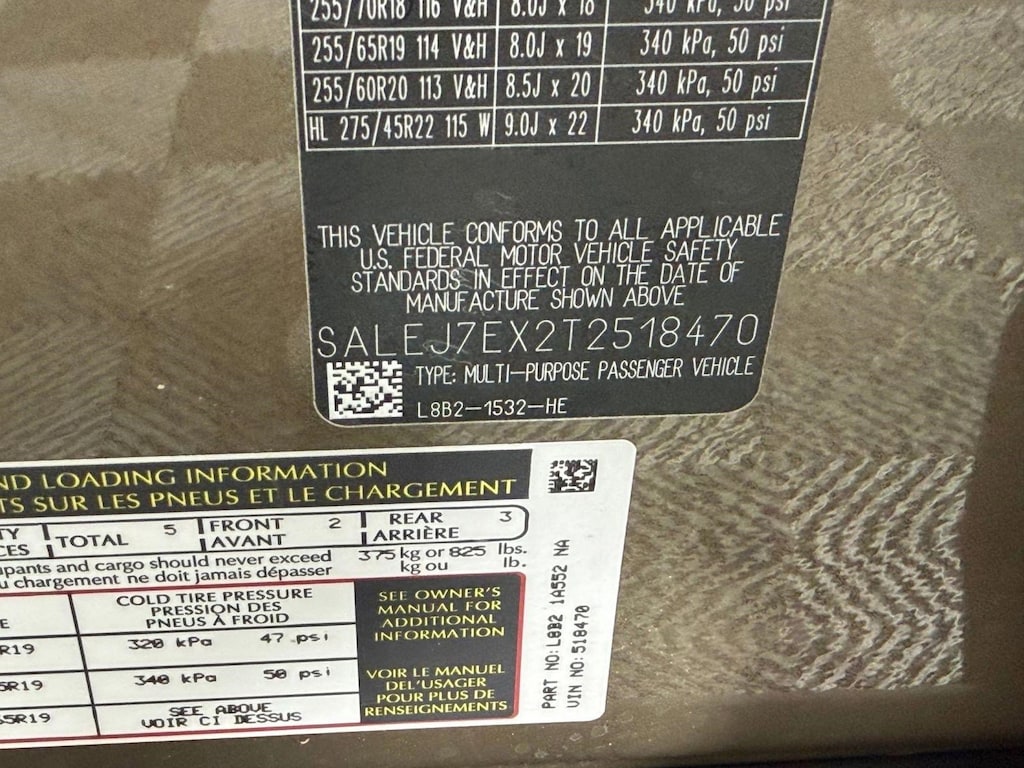 255/70R18 116 V&H 8.0J x 18 340 kPa, 50 psi
255/65R19 114 V&H 8.0J x 19 340 kPa, 50 psi
255/60R20 113 V&H 8.5J x 20 340 kPa, 50 psi
HL 275/45R22 115 W 9.0J x 22 340 kPa, 50 psi
THIS VEHICLE CONFORMS TO ALL APPLICABLE
U.S. FEDERAL MOTOR VEHICLE SAFETY
STANDARDS IN EFFECT ON THE DATE OF
MANUFACTURE SHOWN ABOVE
SALEJ7EX2T2518470
TYPE: MULTI-PURPOSE PASSENGER VEHICLE
L8B2-1532-HE
ND LOADING INFORMATION
TS SUR LES PNEUS ET LE CHARGEMENT
TY
CES
TOTAL 5
FRONT 2
AVANT
REAR 3
ARRIÈRE
upants and cargo should never exceed 375 kg or 825 lbs.
u chargement ne doit jamais dépasser kg ou lb.
E
COLD TIRE PRESSURE
PRESSION DES
PNEUS À FROID
R19 320 kPa 47 psi
5R19 340 kPa 50 psi
55R19 SEE ABOVE
VOIR CI DESSUS
SEE OWNER'S
MANUAL FOR
ADDITIONAL
INFORMATION
VOIR LE MANUEL
DEL'USAGER
POUR PLUS DE
RENSEIGNEMENTS
PART NO: L8B2 1A552 NA
VIN NO: 518470